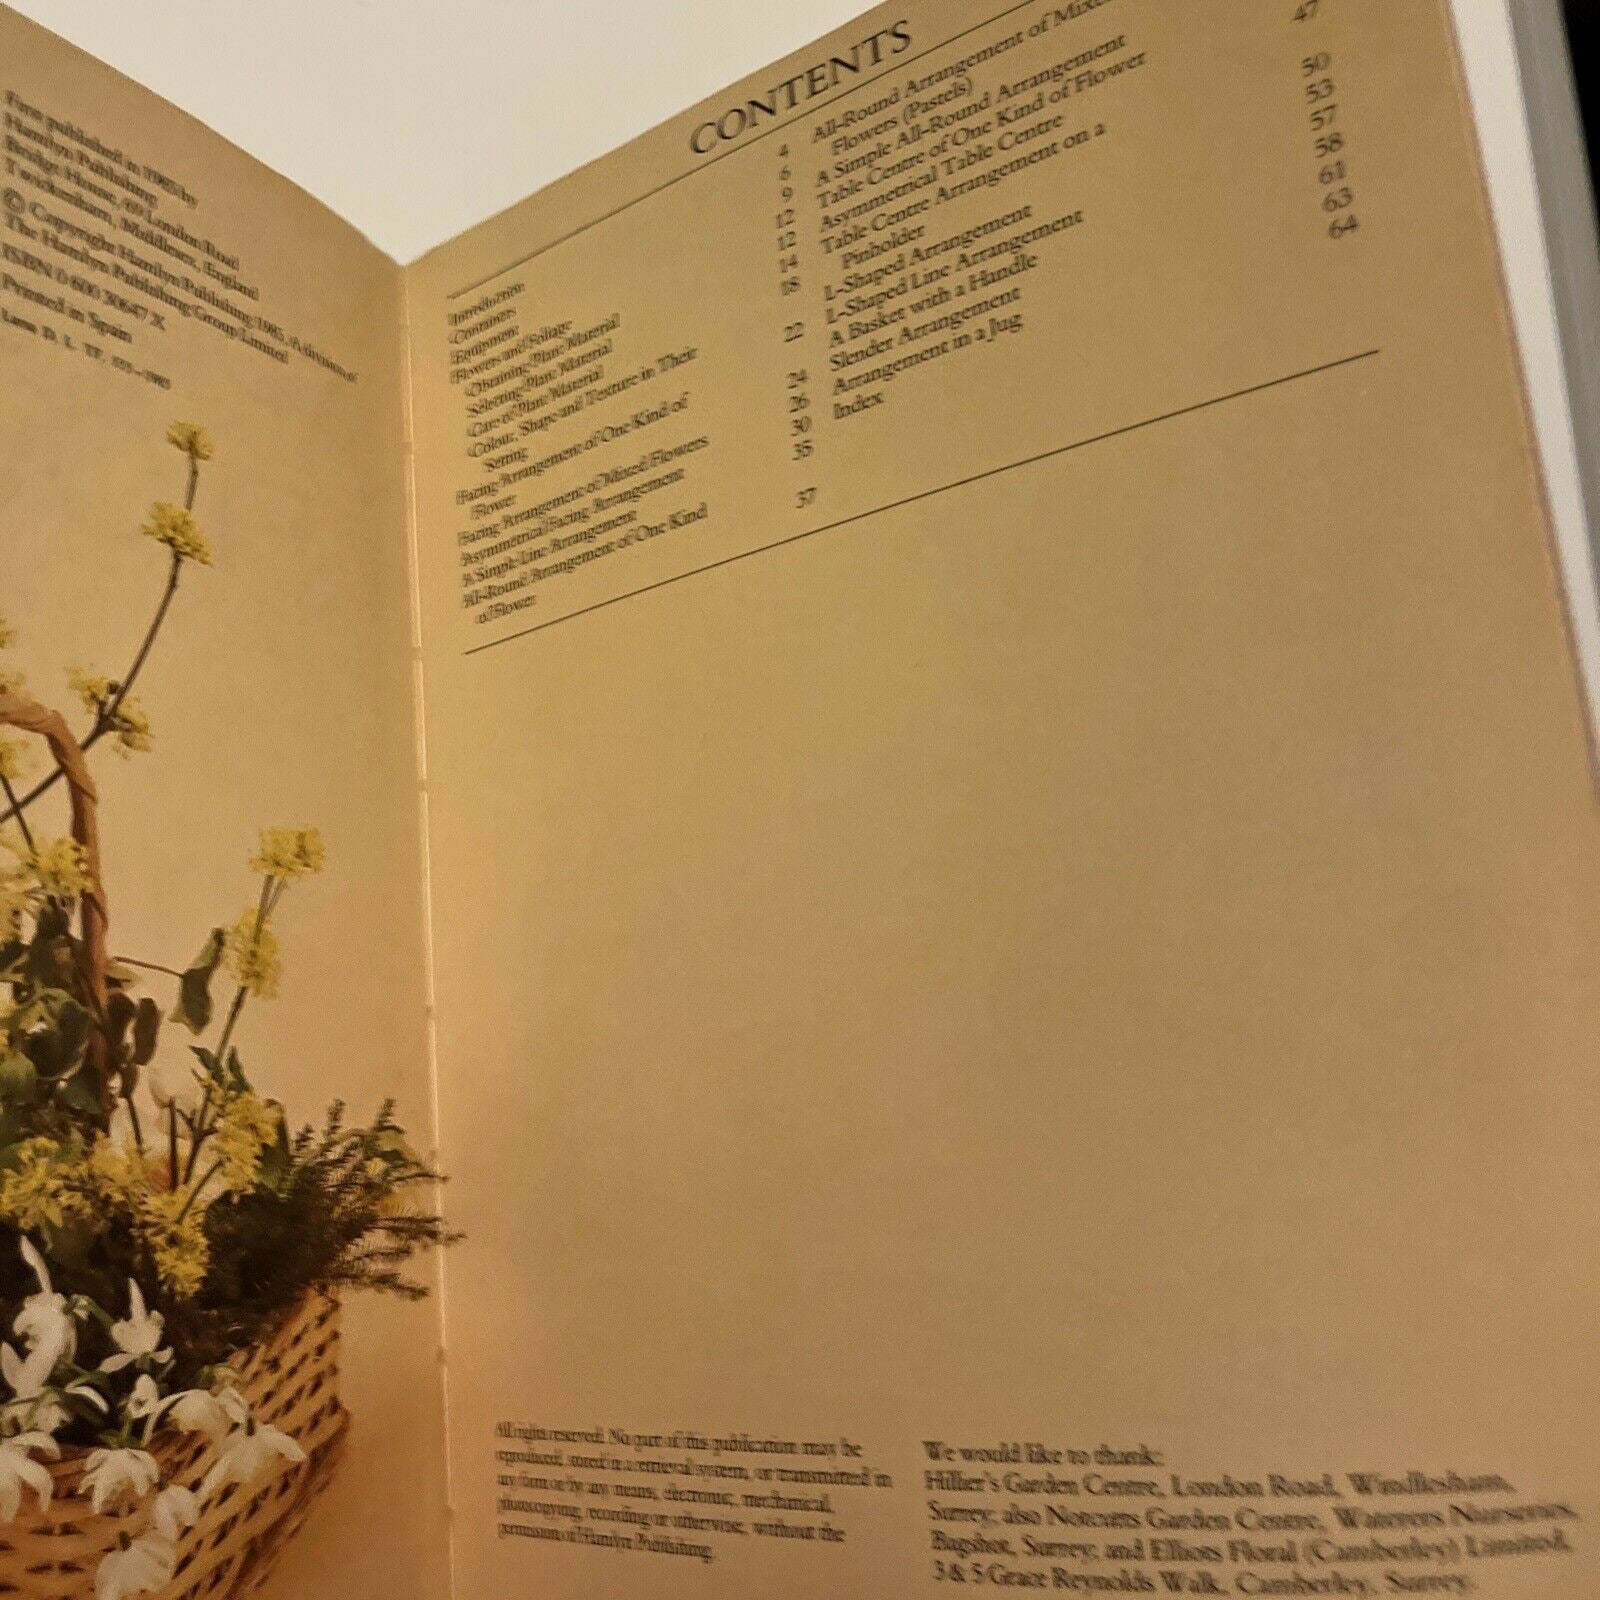 First published in 1985 by
Hamlyn Publishing
Bridge House, 69 London Road
Twickenham, Middlesex, England
© Copyright Hamlyn Publishing 1985, A division of
The Hamlyn Publishing Group Limited
ISBN 0 600 30647 X
Printed in Spain
D. L. TF. 555-1985
CONTENTS
Introduction 4
Containers 6
Equipment 9
Flowers and Foliage 12
Obtaining Plant Material 12
Selecting Plant Material 14
Care of Plant Material 18
Colour, Shape and Texture in Their
Setting 22
Facing Arrangement of One Kind of
Flower 24
Facing Arrangement of Mixed Flowers 26
Asymmetrical Facing Arrangement 30
A Simple Line Arrangement 35
All-Round Arrangement of One Kind
of Flower 37
All-Round Arrangement of Mixed
Flowers (Pastels) 47
A Simple All-Round Arrangement
Table Centre of One Kind of Flower 50
Asymmetrical Table Centre 53
Table Centre Arrangement on a
Pinholder 57
L-Shaped Arrangement 58
L-Shaped Line Arrangement 61
A Basket with a Handle 63
Slender Arrangement 64
Arrangement in a Jug
Index
All rights reserved. No part of this publication may be
reproduced, stored in a retrieval system, or transmitted in
any form or by any means, electronic, mechanical,
photocopying, recording or otherwise, without the
permission of Hamlyn Publishing.
We would like to thank:
Hillier's Garden Centre, London Road, Windlesham,
Surrey; also Notcutts Garden Centre, Waterers Nurseries,
Bagshot, Surrey; and Elliots Floral (Camberley) Limited,
3 & 5 Grace Reynolds Walk, Camberley, Surrey.